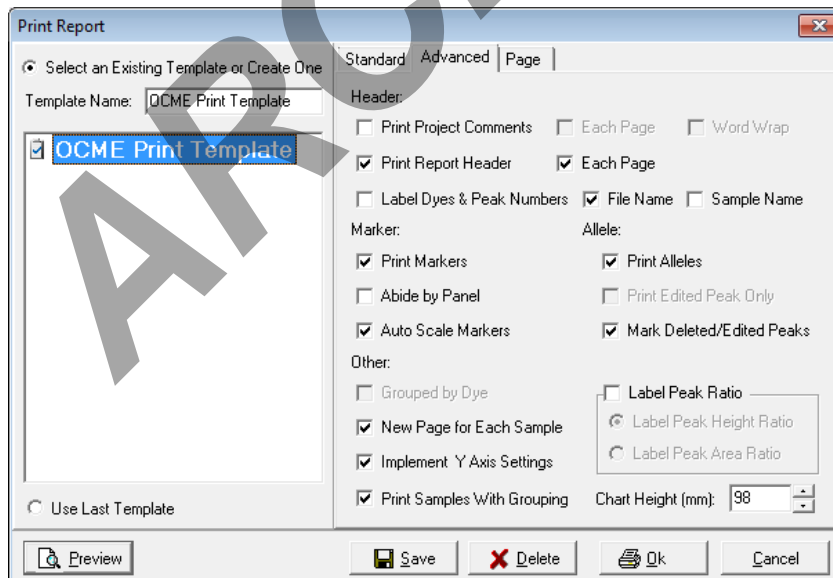 Print Report
Select an Existing Template or Create One
Template Name: OCME Print Template
OCME Print Template
Use Last Template
Standard Advanced Page
Header:
Print Project Comments Each Page Word Wrap
Print Report Header Each Page
Label Dyes & Peak Numbers File Name Sample Name
Marker: Allele:
Print Markers Print Alleles
Abide by Panel Print Edited Peak Only
Auto Scale Markers Mark Deleted/Edited Peaks
Other:
Grouped by Dye Label Peak Ratio
New Page for Each Sample Label Peak Height Ratio
Implement Y Axis Settings Label Peak Area Ratio
Print Samples With Grouping Chart Height (mm): 98
Preview Save Delete Ok Cancel